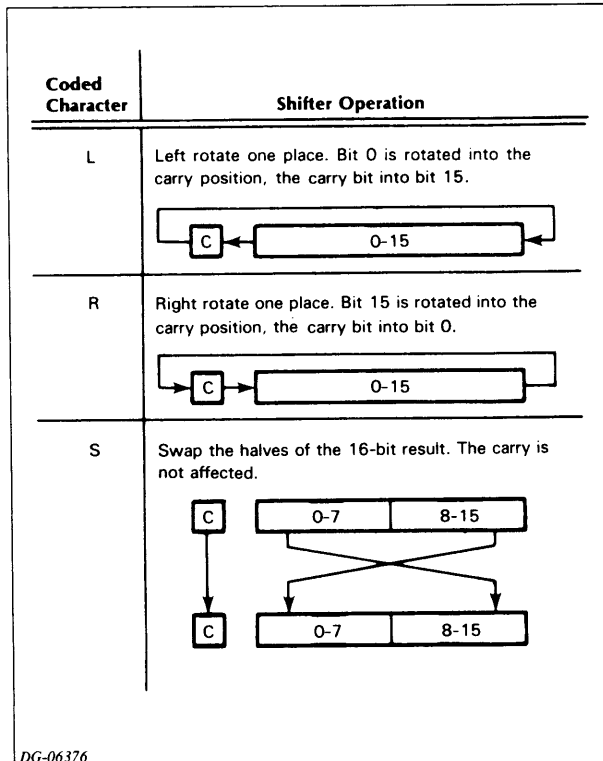 Coded
Character
Shifter Operation
L
Left rotate one place. Bit 0 is rotated into the
carry position, the carry bit into bit 15.
C
0-15
R
Right rotate one place. Bit 15 is rotated into the
carry position, the carry bit into bit 0.
C
0-15
S
Swap the halves of the 16-bit result. The carry is
not affected.
C
0-7
8-15
C
0-7
8-15
DG-06376